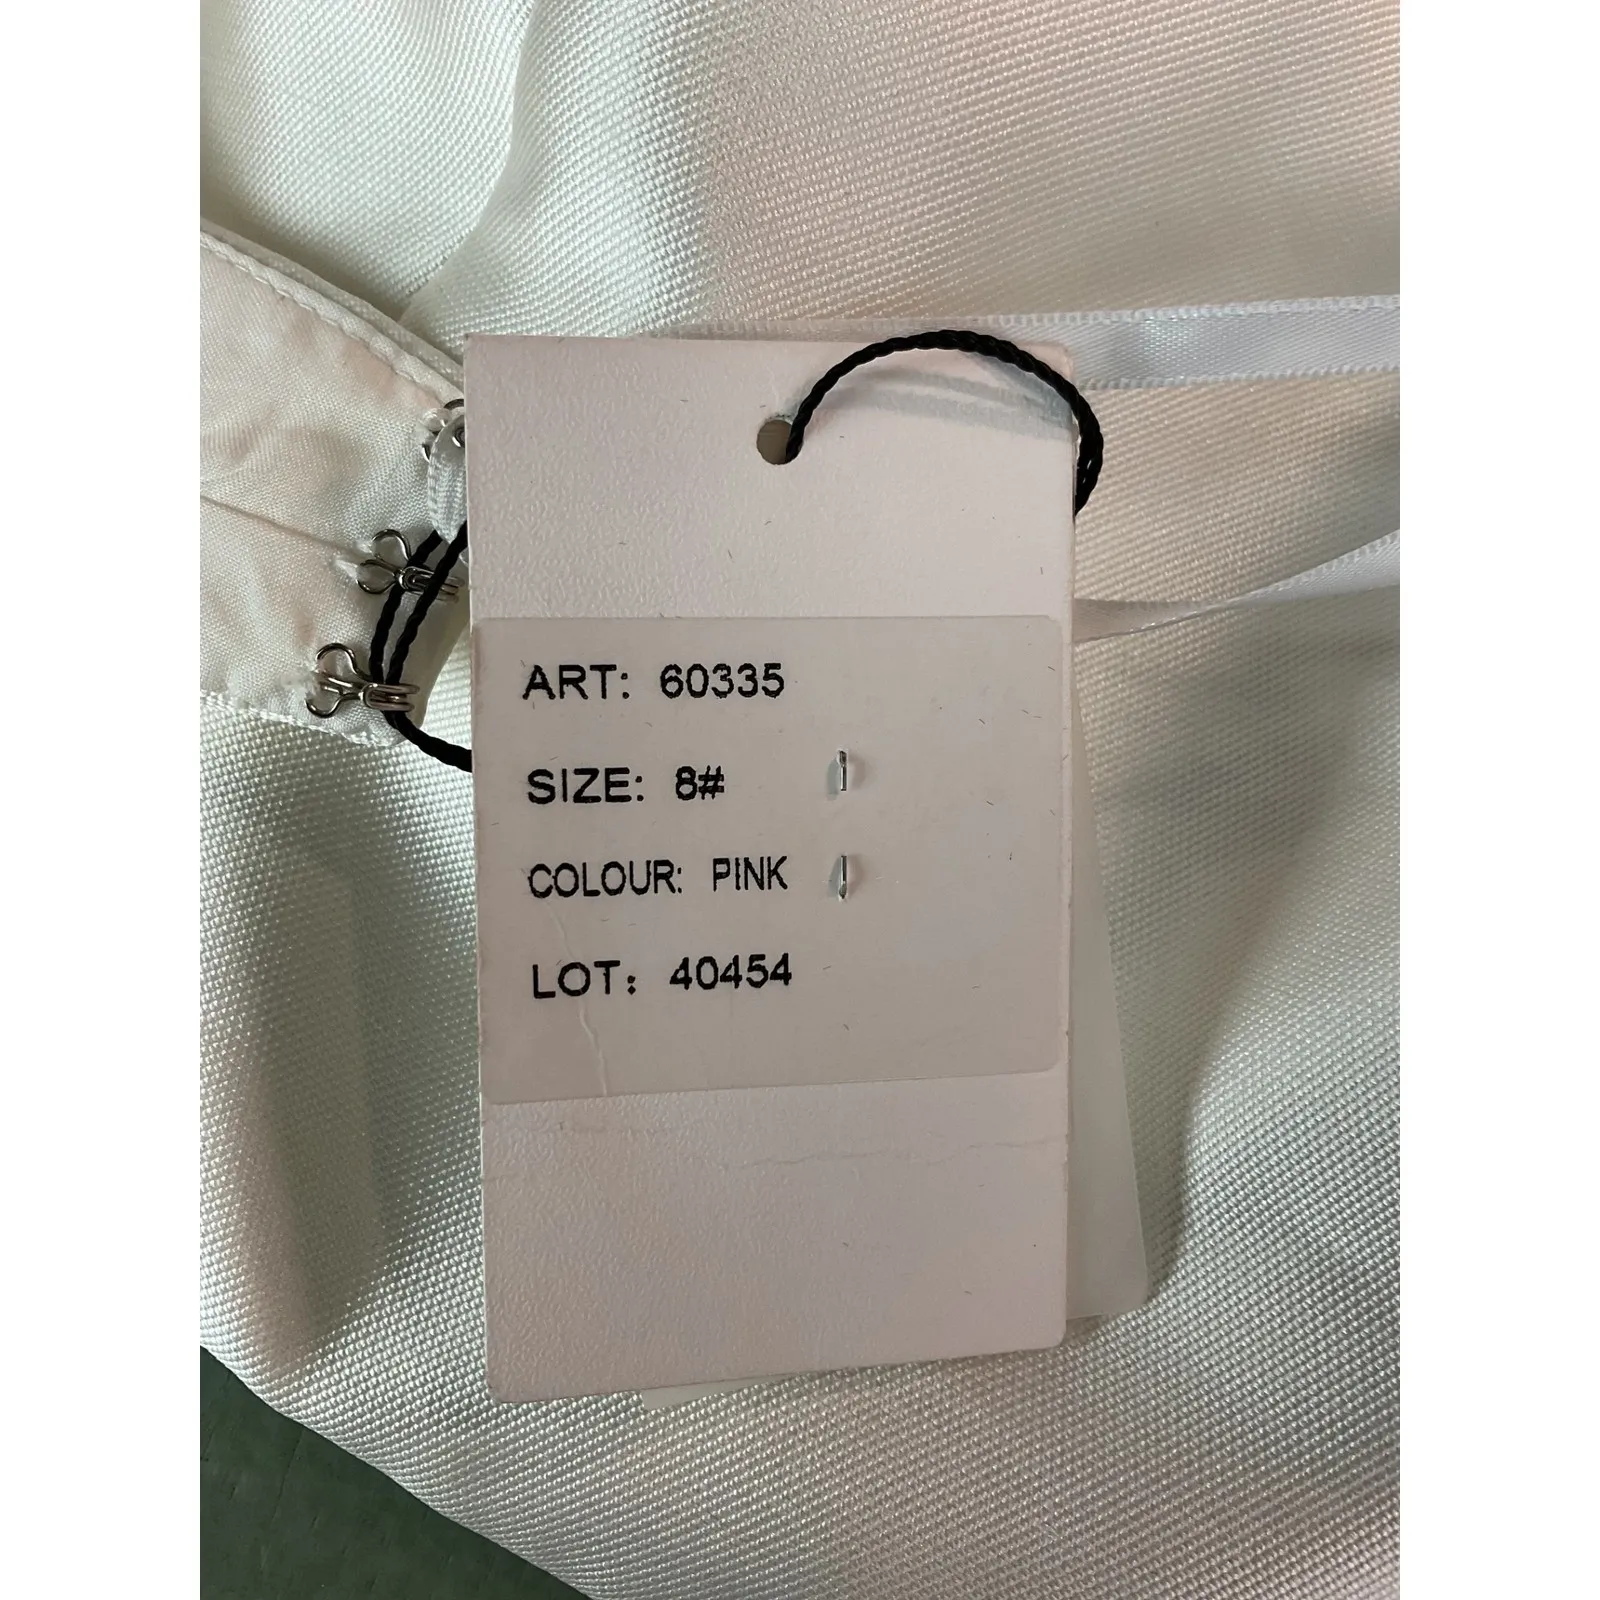 ART: 60335
SIZE: 8#
COLOUR: PINK
LOT: 40454